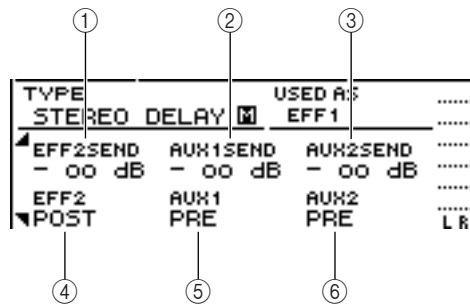 ① ② ③
TYPE USED AS
STEREO DELAY M EFF1
EFF2SEND AUX1SEND AUX2SEND
- oo dB - oo dB - oo dB
EFF2 AUX1 AUX2
POST PRE PRE
L R
④ ⑤ ⑥